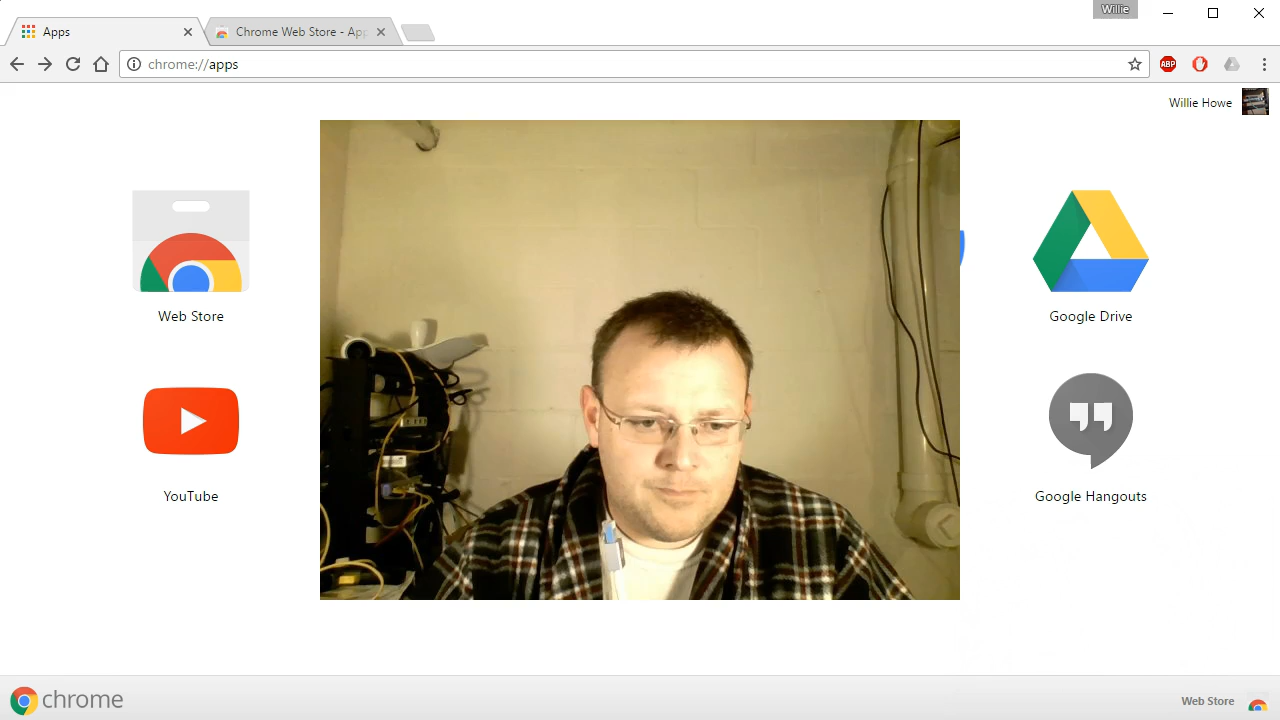 Willie
Apps
Chrome Web Store - App
chrome://apps
ABP
Willie Howe
Web Store
Google Drive
YouTube
Google Hangouts
chrome
Web Store